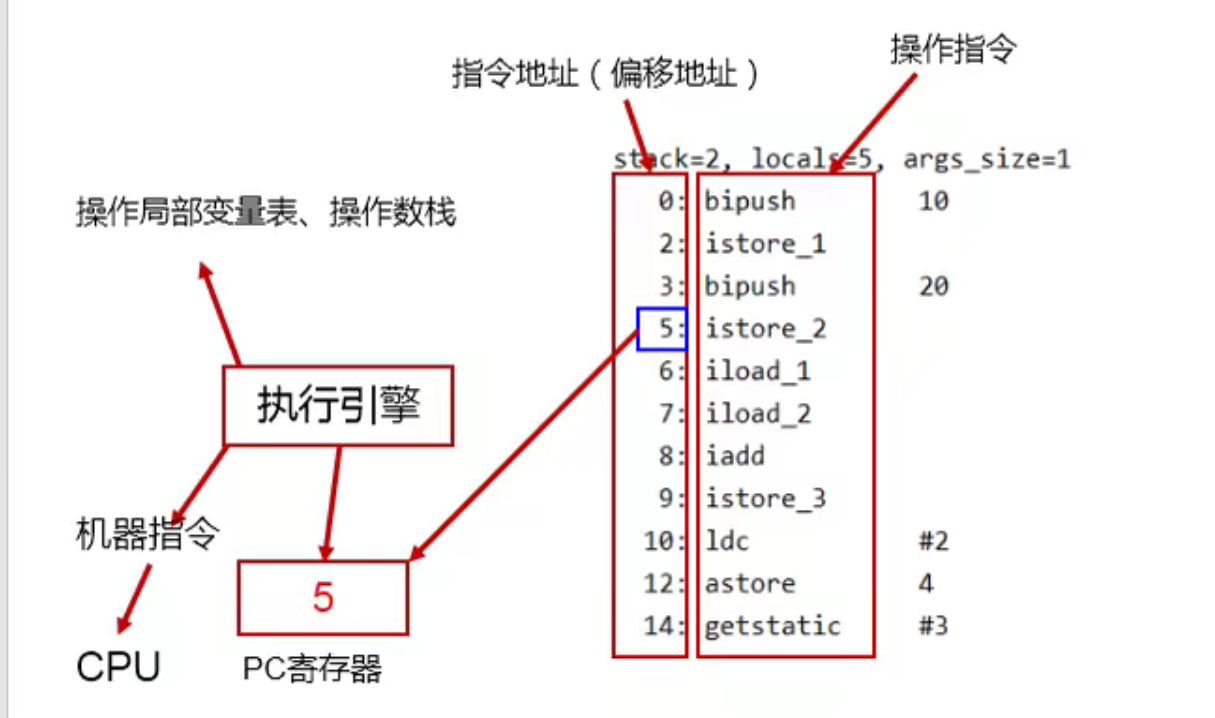 操作指令
指令地址（偏移地址）
stack=2, locals=5, args_size=1
0: bipush 10
2: istore_1
3: bipush 20
5: istore_2
6: iload_1
7: iload_2
8: iadd
9: istore_3
10: ldc #2
12: astore 4
14: getstatic #3
操作局部变量表、操作数栈
执行引擎
机器指令
5
CPU
PC寄存器